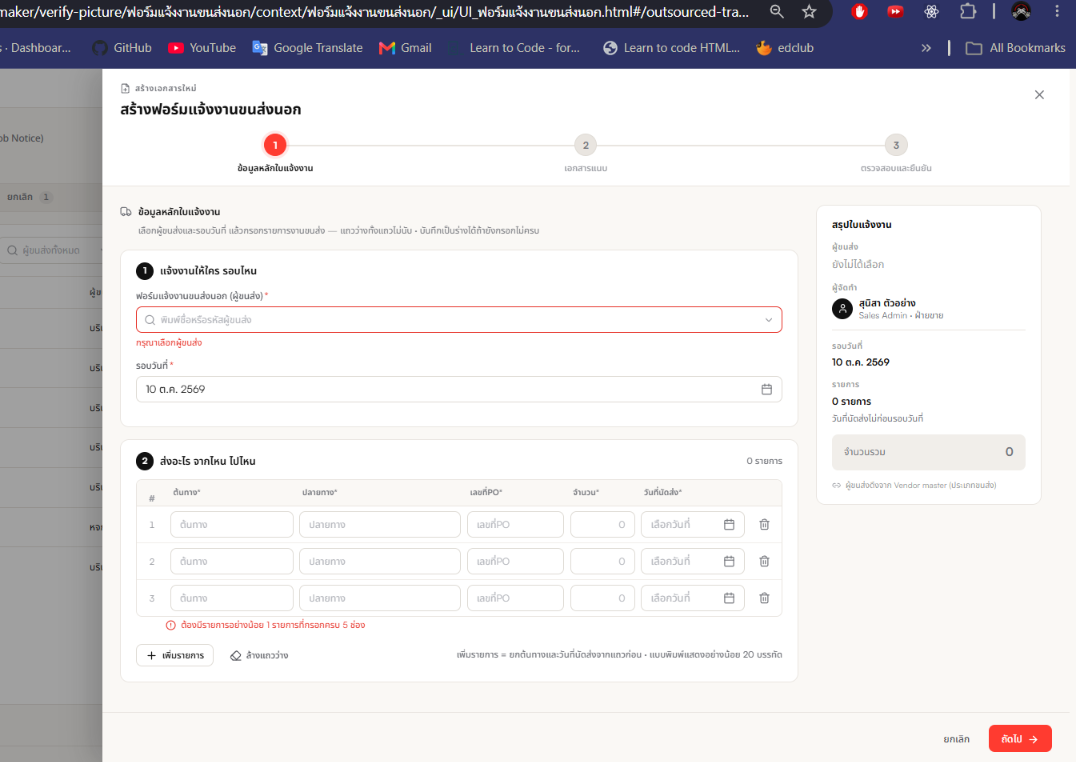 maker/verify-picture/ฟอร์มแจ้งงานขนส่งนอก/context/ฟอร์มแจ้งงานขนส่งนอก/_ui/UI_ฟอร์มแจ้งงานขนส่งนอก.html#/outsourced-tra...
s · Dashboar... GitHub YouTube Google Translate Gmail Learn to Code - for... Learn to code HTML... edclub » All Bookmarks
สร้างเอกสารใหม่
สร้างฟอร์มแจ้งงานขนส่งนอก
ob Notice)
1 2 3
ข้อมูลหลักใบแจ้งงาน เอกสารแนบ ตรวจสอบและยืนยัน
ยกเลิก 1
ผู้ขนส่งทั้งหมด
ข้อมูลหลักใบแจ้งงาน
เลือกผู้ขนส่งและรอบวันที่ แล้วกรอกรายการงานขนส่ง — แถวว่างทั้งแถวไม่นับ • บันทึกเป็นร่างได้ถ้ายังกรอกไม่ครบ
1 แจ้งงานให้ใคร รอบไหน
ฟอร์มแจ้งงานขนส่งนอก (ผู้ขนส่ง) *
พิมพ์ชื่อหรือรหัสผู้ขนส่ง
กรุณาเลือกผู้ขนส่ง
รอบวันที่ *
10 ต.ค. 2569
2 ส่งอะไร จากไหน ไปไหน 0 รายการ
# ต้นทาง* ปลายทาง* เลขที่PO* จำนวน* วันที่นัดส่ง*
1 ต้นทาง ปลายทาง เลขที่PO 0 เลือกวันที่
2 ต้นทาง ปลายทาง เลขที่PO 0 เลือกวันที่
3 ต้นทาง ปลายทาง เลขที่PO 0 เลือกวันที่
ต้องมีรายการอย่างน้อย 1 รายการที่กรอกครบ 5 ช่อง
+ เพิ่มรายการ ล้างแถวว่าง เพิ่มรายการ = ยกต้นทางและวันที่นัดส่งจากแถวก่อน • แบบพิมพ์แสดงอย่างน้อย 20 บรรทัด
สรุปใบแจ้งงาน
ผู้ขนส่ง
ยังไม่ได้เลือก
ผู้จัดทำ
สุนิสา ตัวอย่าง
Sales Admin • ฝ่ายขาย
รอบวันที่
10 ต.ค. 2569
รายการ
0 รายการ
วันที่นัดส่งไม่ก่อนรอบวันที่
จำนวนรวม 0
ผู้ขนส่งดึงจาก Vendor master (ประเภทขนส่ง)
ยกเลิก ถัดไป →